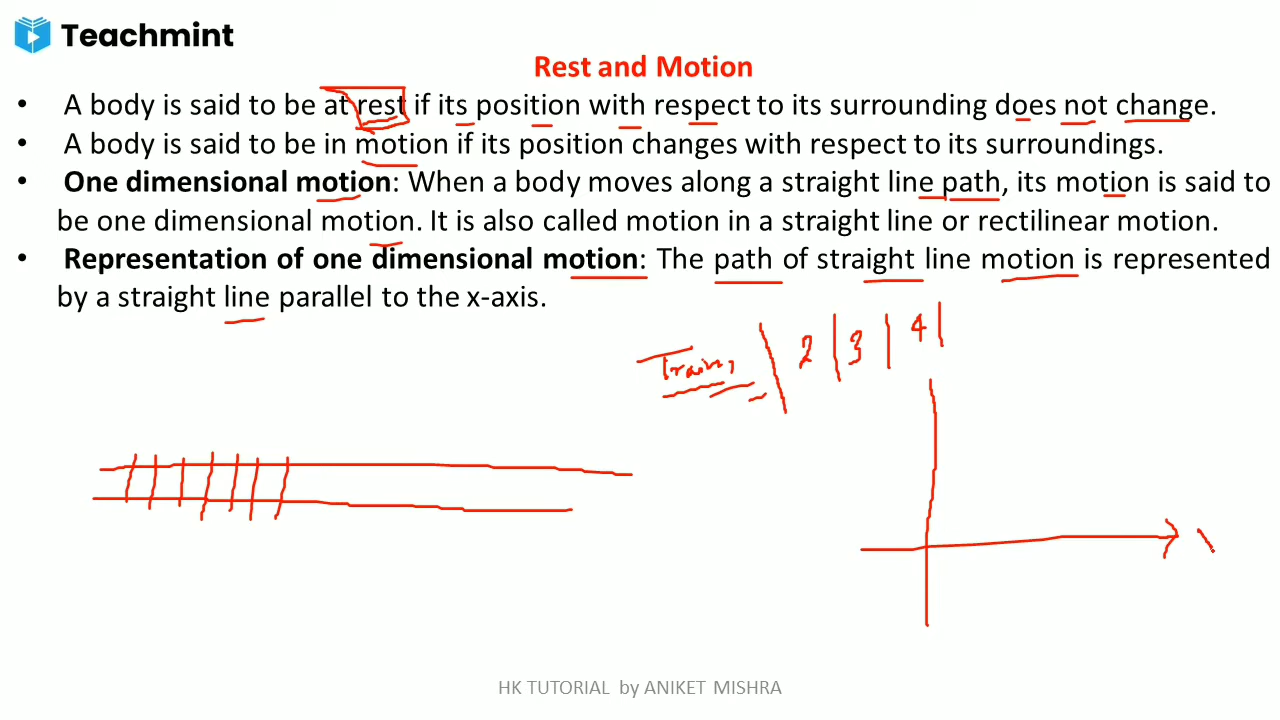 Teachmint
Rest and Motion
• A body is said to be at rest if its position with respect to its surrounding does not change.
• A body is said to be in motion if its position changes with respect to its surroundings.
• One dimensional motion: When a body moves along a straight line path, its motion is said to
be one dimensional motion. It is also called motion in a straight line or rectilinear motion.
• Representation of one dimensional motion: The path of straight line motion is represented
by a straight line parallel to the x-axis.
Train, 2 3 4
HK TUTORIAL by ANIKET MISHRA